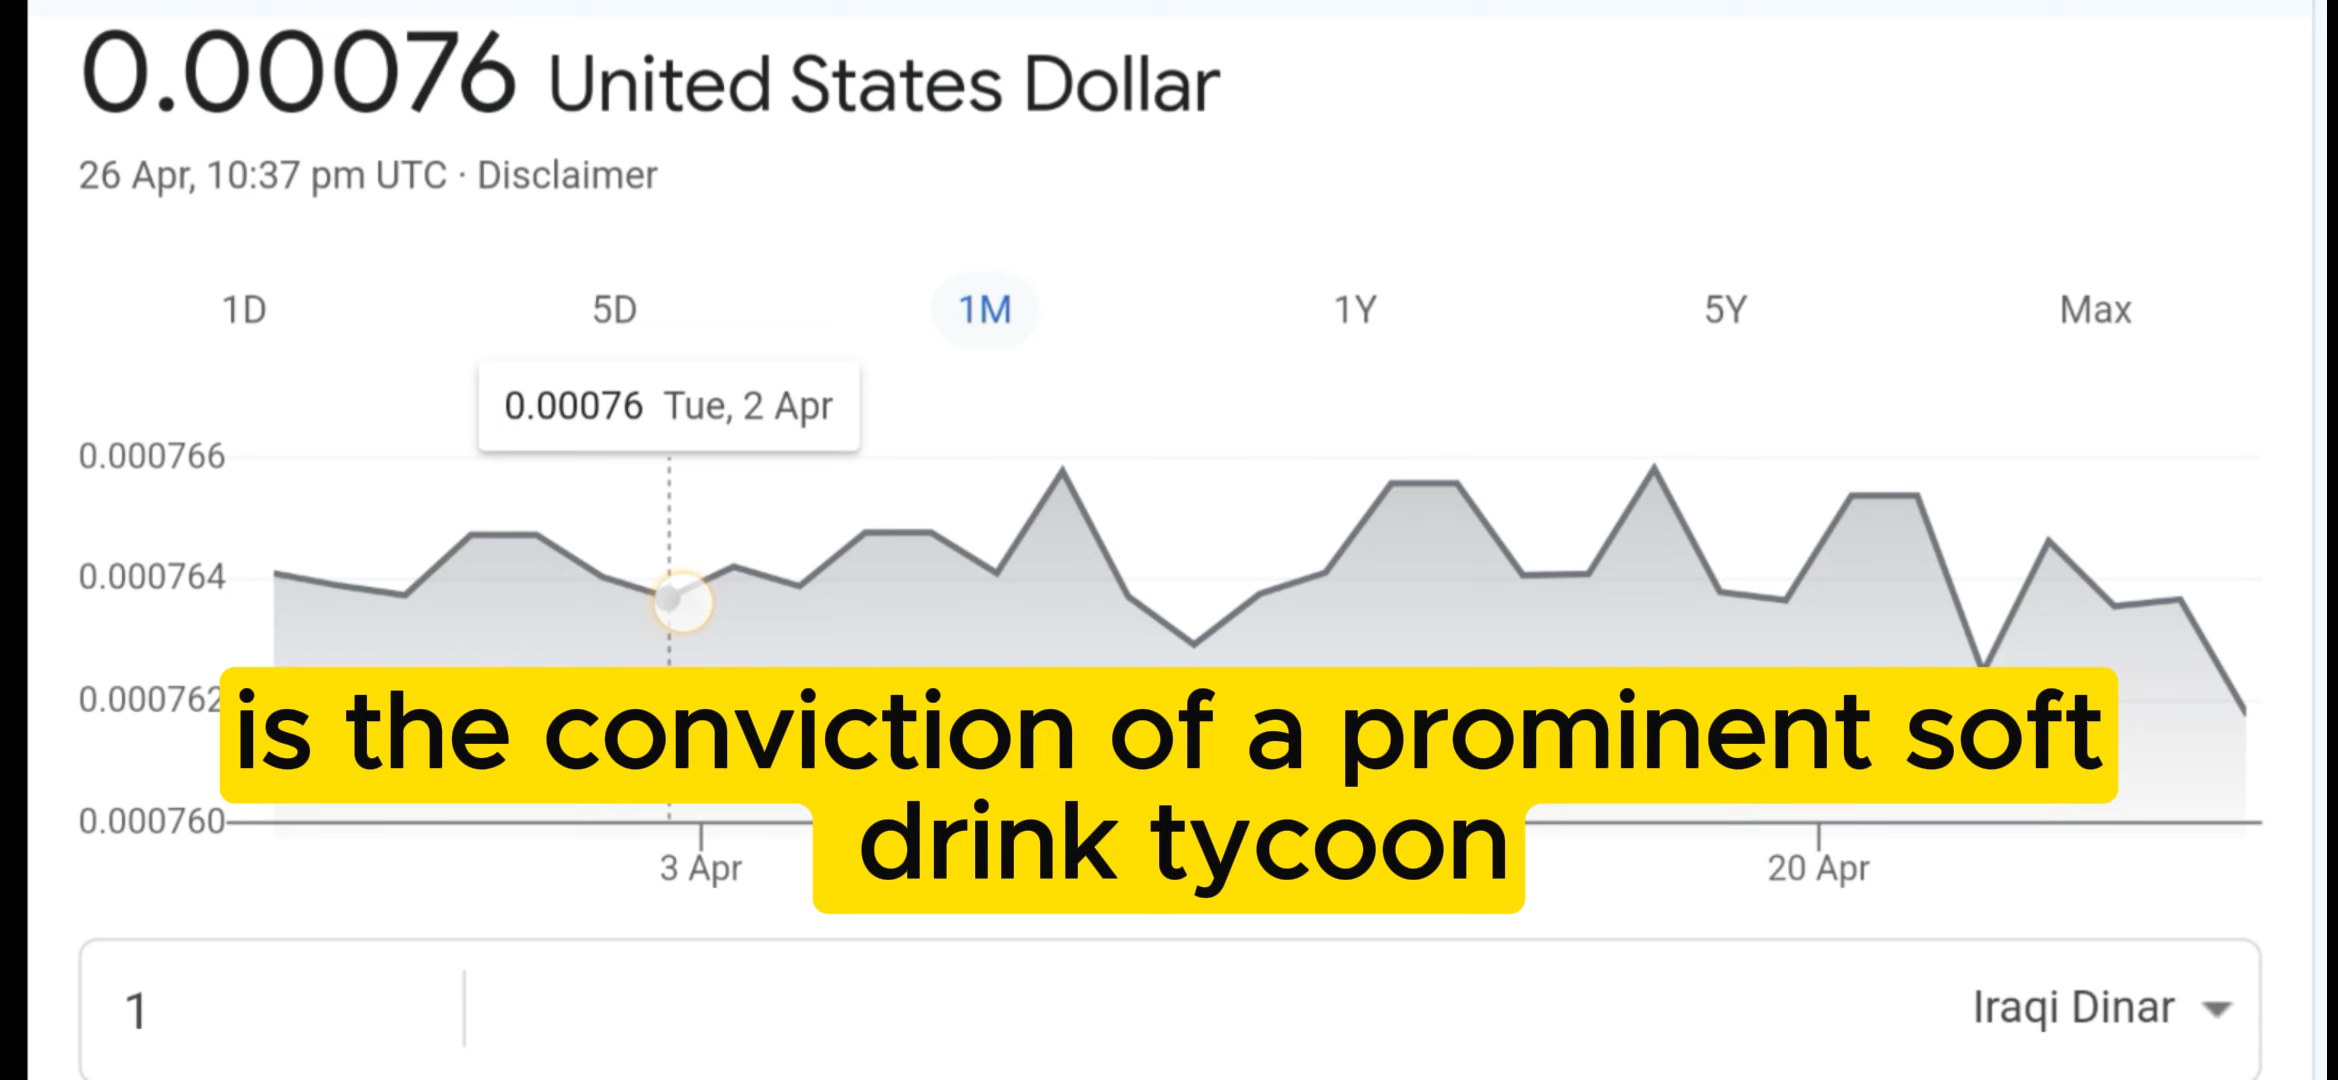 0.00076 United States Dollar
26 Apr, 10:37 pm UTC · Disclaimer
1D 5D 1M 1Y 5Y Max
0.00076 Tue, 2 Apr
0.000766
0.000764
0.000762
0.000760
is the conviction of a prominent soft
drink tycoon
3 Apr 20 Apr
1 Iraqi Dinar